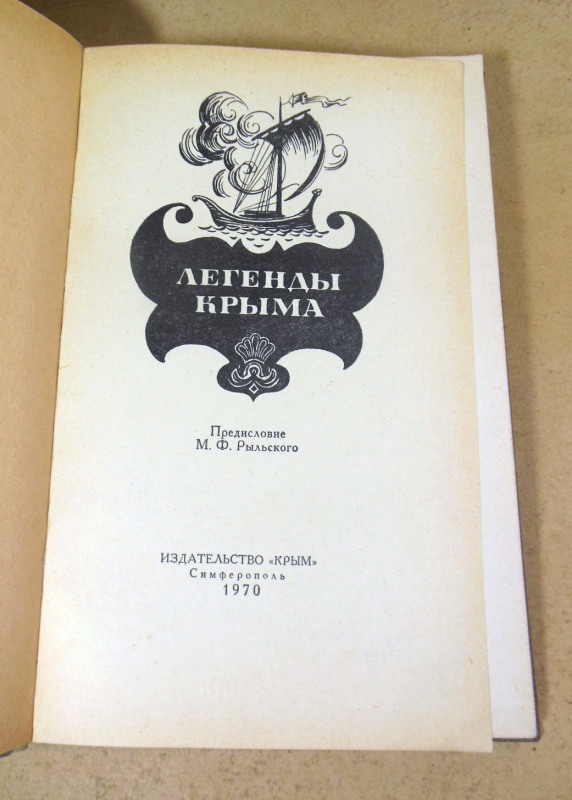 ЛЕГЕНДЫ
КРЫМА
Предисловие
М. Ф. Рыльского
ИЗДАТЕЛЬСТВО «КРЫМ»
Симферополь
1970